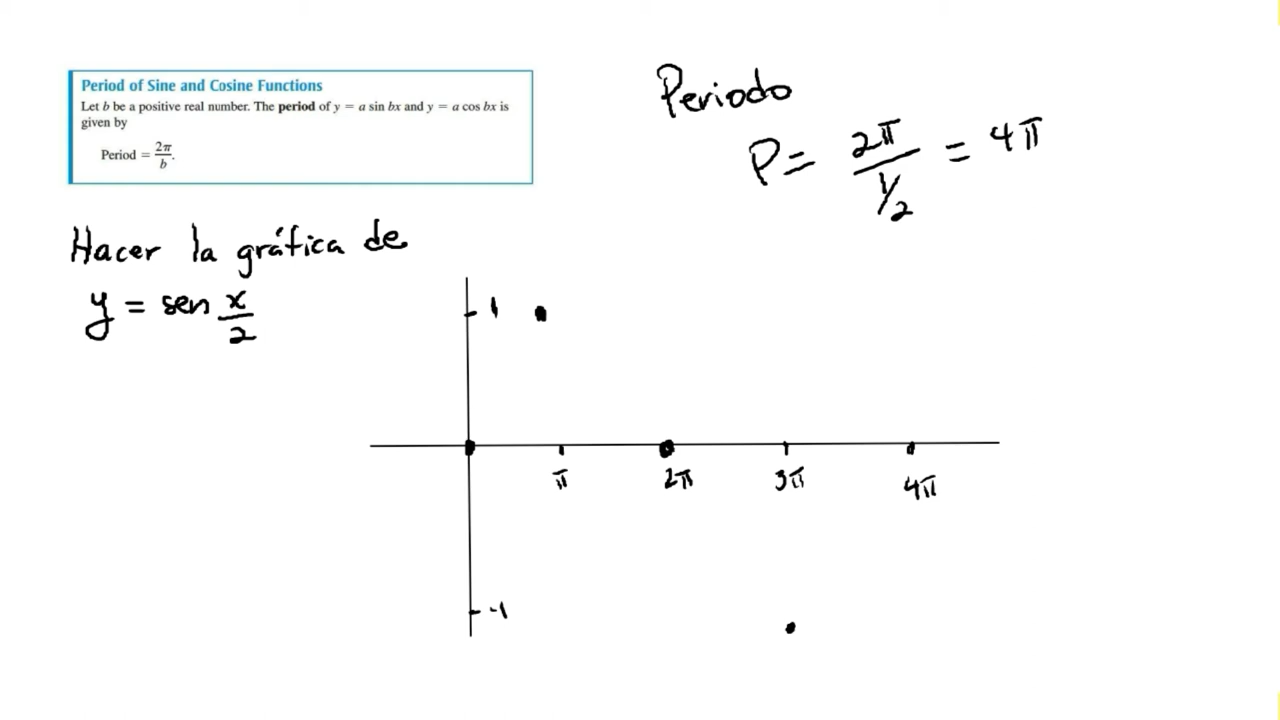 Period of Sine and Cosine Functions
Let b be a positive real number. The period of y = a sin bx and y = a cos bx is
given by
Period = 2π/b.
Periodo
P = 2π/½ = 4π
Hacer la gráfica de
y = sen x/2
1
π 2π 3π 4π
-1